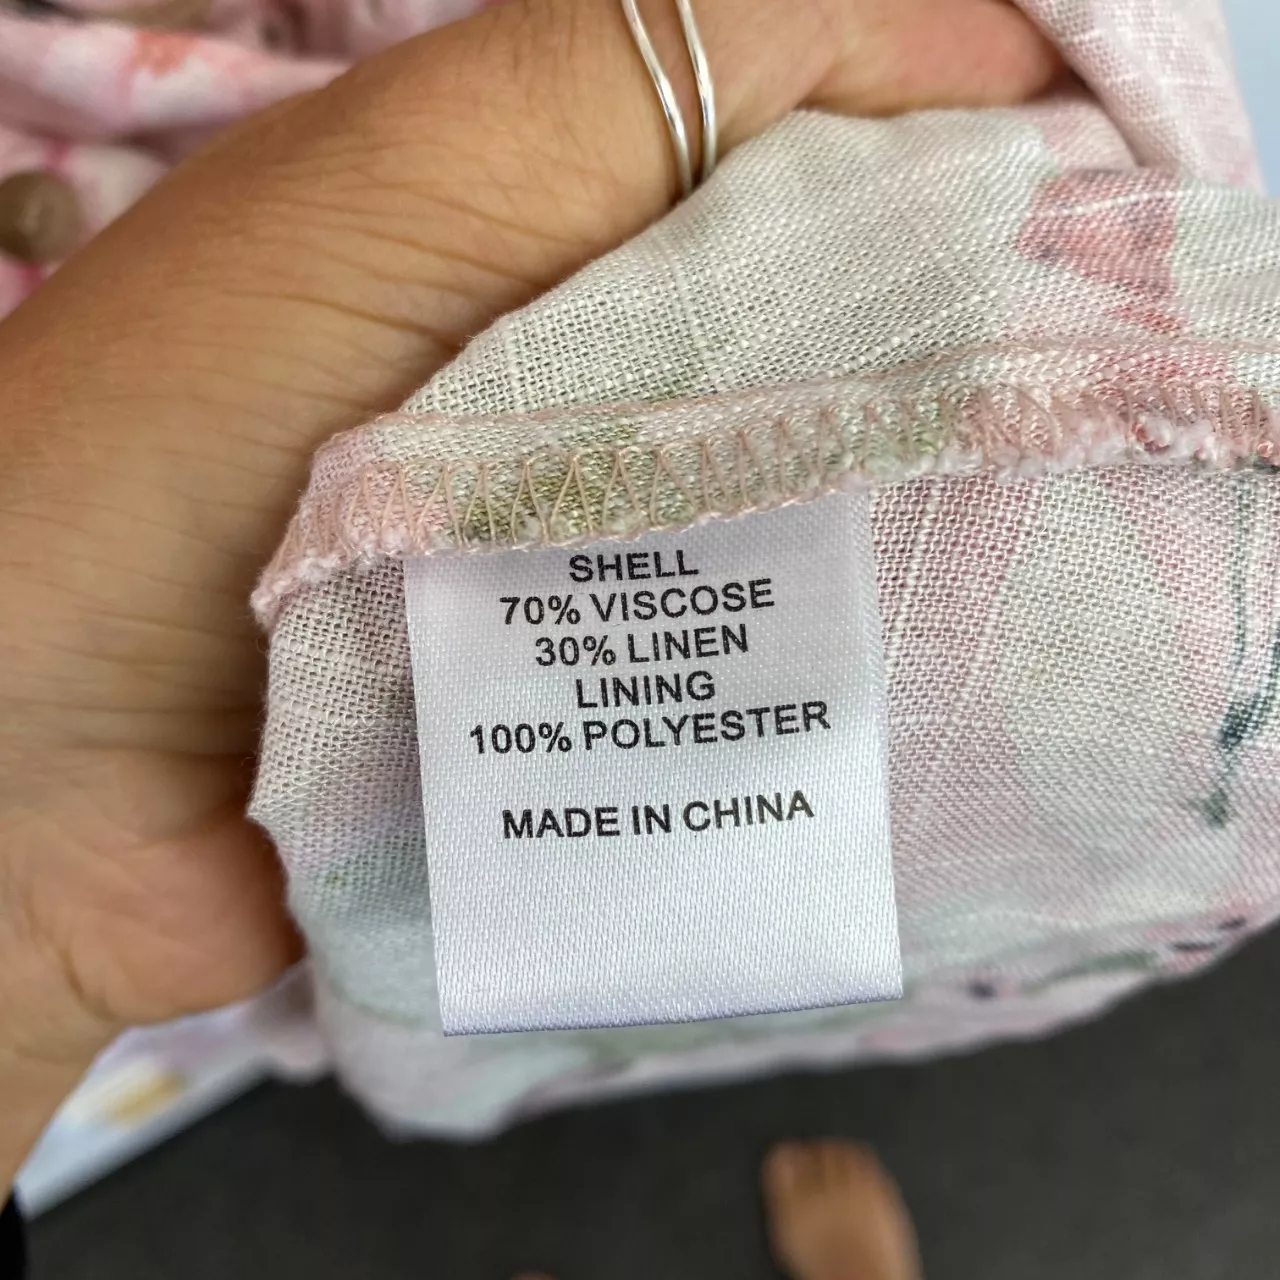 SHELL
70% VISCOSE
30% LINEN
LINING
100% POLYESTER
MADE IN CHINA